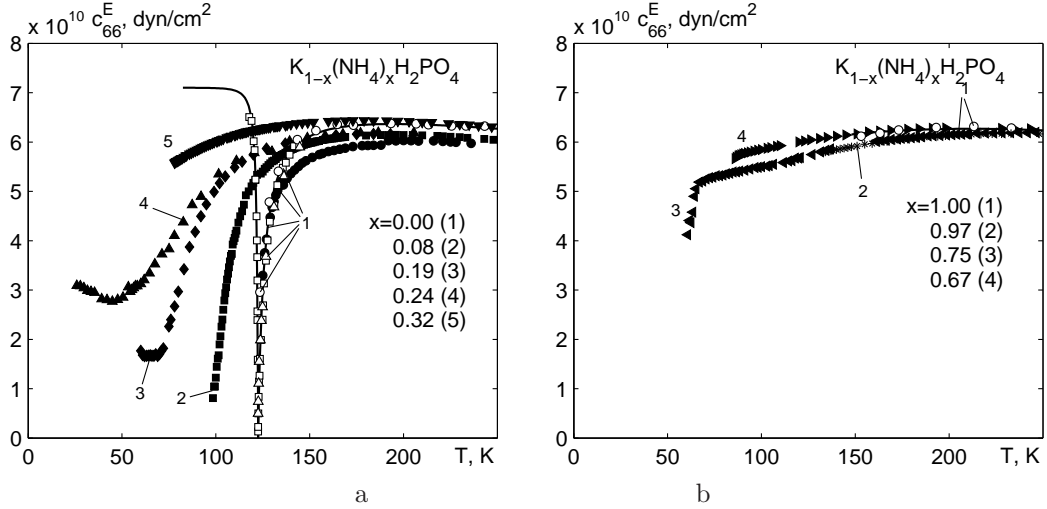 x 10^10 c_66^E, dyn/cm^2
8
7
6
5
4
3
2
1
0
0 50 100 150 200
T, K
K_1−x(NH_4)_xH_2PO_4
5
4
3
2
1
x=0.00 (1)
0.08 (2)
0.19 (3)
0.24 (4)
0.32 (5)
a
x 10^10 c_66^E, dyn/cm^2
8
7
6
5
4
3
2
1
0
0 50 100 150 200
T, K
K_1−x(NH_4)_xH_2PO_4
1
4
2
3
x=1.00 (1)
0.97 (2)
0.75 (3)
0.67 (4)
b